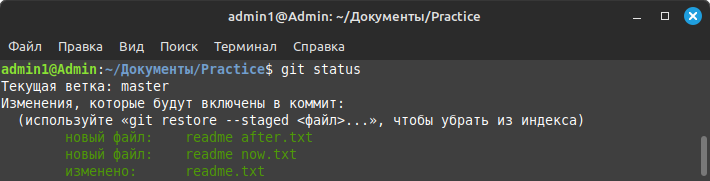 admin1@Admin: ~/Документы/Practice
Файл Правка Вид Поиск Терминал Справка
admin1@Admin:~/Документы/Practice$ git status
Текущая ветка: master
Изменения, которые будут включены в коммит:
  (используйте «git restore --staged <файл>...», чтобы убрать из индекса)
        новый файл:    readme after.txt
        новый файл:    readme now.txt
        изменено:      readme.txt